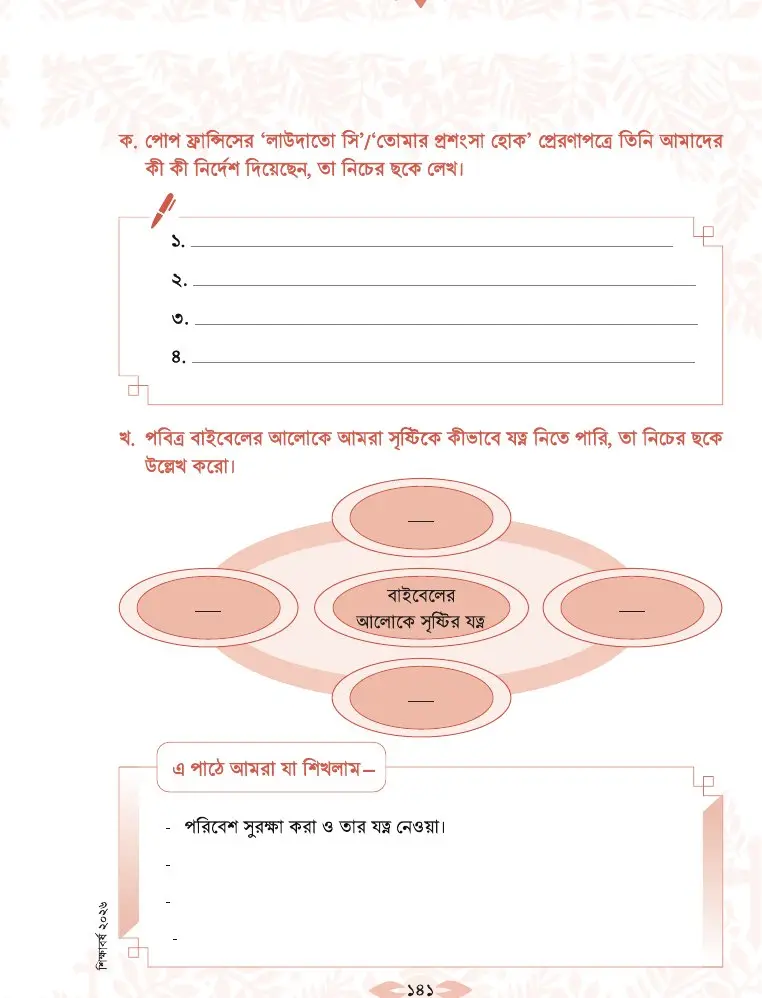 ক. পোপ ফ্রান্সিসের ‘লাউদাতো সি’/‘তোমার প্রশংসা হোক’ প্রেরণাপত্রে তিনি আমাদের
কী কী নির্দেশ দিয়েছেন, তা নিচের ছকে লেখ।
১.
২.
৩.
৪.
খ. পবিত্র বাইবেলের আলোকে আমরা সৃষ্টিকে কীভাবে যত্ন নিতে পারি, তা নিচের ছকে
উল্লেখ করো।
বাইবেলের
আলোকে সৃষ্টির যত্ন
এ পাঠে আমরা যা শিখলাম–
- পরিবেশ সুরক্ষা করা ও তার যত্ন নেওয়া।
-
-
-
শিক্ষাবর্ষ ২০২৬
১৪১